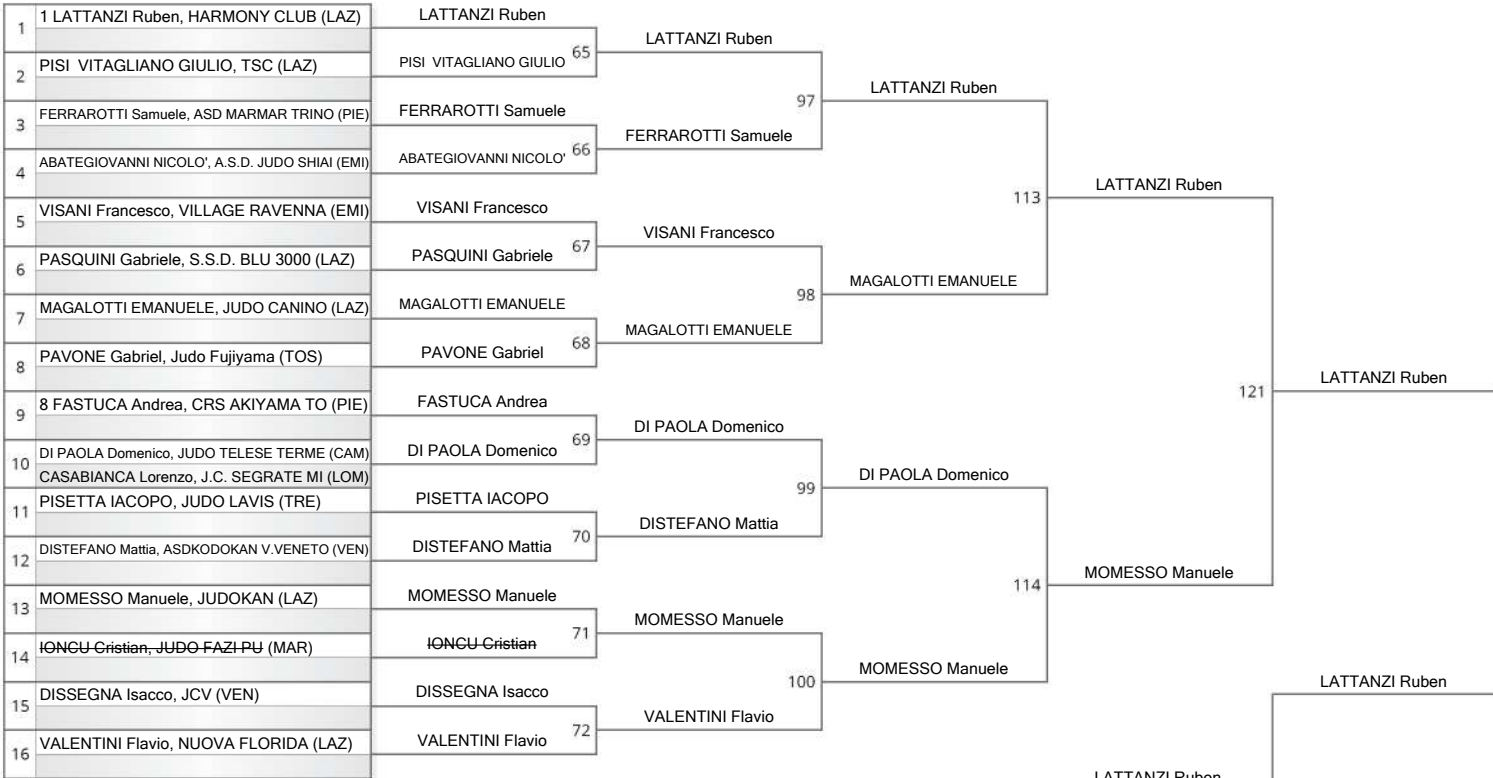 1 1 LATTANZI Ruben, HARMONY CLUB (LAZ)
2 PISI VITAGLIANO GIULIO, TSC (LAZ)
3 FERRAROTTI Samuele, ASD MARMAR TRINO (PIE)
4 ABATEGIOVANNI NICOLO', A.S.D. JUDO SHIAI (EMI)
5 VISANI Francesco, VILLAGE RAVENNA (EMI)
6 PASQUINI Gabriele, S.S.D. BLU 3000 (LAZ)
7 MAGALOTTI EMANUELE, JUDO CANINO (LAZ)
8 PAVONE Gabriel, Judo Fujiyama (TOS)
9 8 FASTUCA Andrea, CRS AKIYAMA TO (PIE)
10 DI PAOLA Domenico, JUDO TELESE TERME (CAM)
CASABIANCA Lorenzo, J.C. SEGRATE MI (LOM)
11 PISETTA IACOPO, JUDO LAVIS (TRE)
12 DISTEFANO Mattia, ASDKODOKAN V.VENETO (VEN)
13 MOMESSO Manuele, JUDOKAN (LAZ)
14 IONCU Cristian, JUDO FAZI PU (MAR)
15 DISSEGNA Isacco, JCV (VEN)
16 VALENTINI Flavio, NUOVA FLORIDA (LAZ)
LATTANZI Ruben
65
PISI VITAGLIANO GIULIO
FERRAROTTI Samuele
66
ABATEGIOVANNI NICOLO'
VISANI Francesco
67
PASQUINI Gabriele
MAGALOTTI EMANUELE
68
PAVONE Gabriel
FASTUCA Andrea
69
DI PAOLA Domenico
PISETTA IACOPO
70
DISTEFANO Mattia
MOMESSO Manuele
71
IONCU Cristian
DISSEGNA Isacco
72
VALENTINI Flavio
LATTANZI Ruben
97
FERRAROTTI Samuele
VISANI Francesco
98
MAGALOTTI EMANUELE
DI PAOLA Domenico
99
DISTEFANO Mattia
MOMESSO Manuele
100
VALENTINI Flavio
LATTANZI Ruben
113
MAGALOTTI EMANUELE
DI PAOLA Domenico
114
MOMESSO Manuele
LATTANZI Ruben
121
MOMESSO Manuele
LATTANZI Ruben
LATTANZI Ruben
LATTANZI Ruben